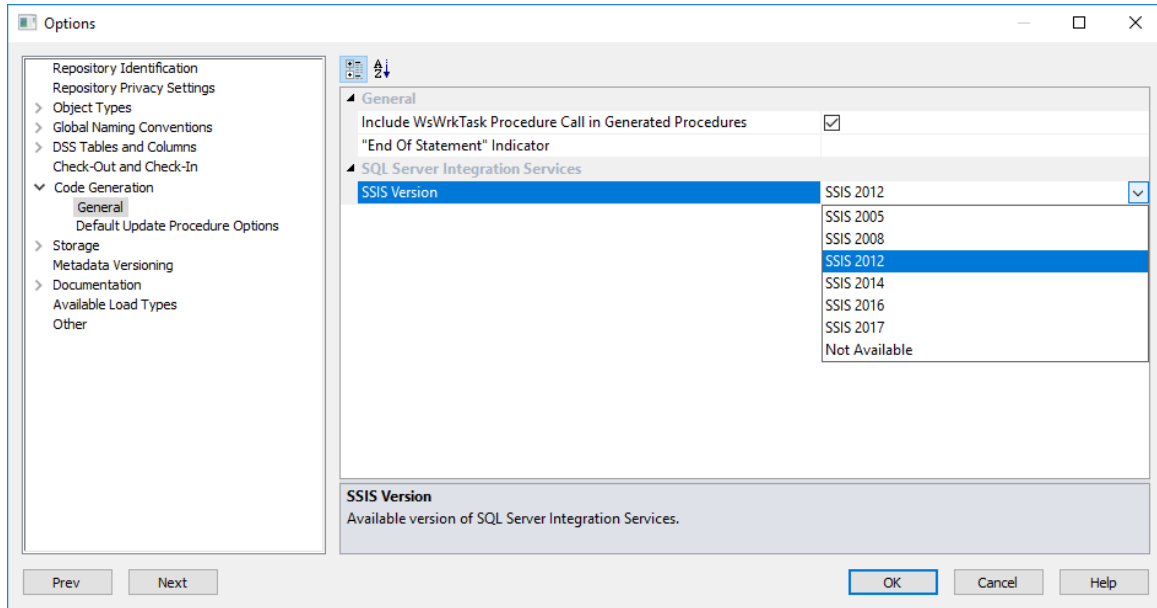 Options
Repository Identification
Repository Privacy Settings
Object Types
Global Naming Conventions
DSS Tables and Columns
Check-Out and Check-In
Code Generation
General
Default Update Procedure Options
Storage
Metadata Versioning
Documentation
Available Load Types
Other
General
Include WsWrkTask Procedure Call in Generated Procedures
"End Of Statement" Indicator
SQL Server Integration Services
SSIS Version SSIS 2012
SSIS 2005
SSIS 2008
SSIS 2012
SSIS 2014
SSIS 2016
SSIS 2017
Not Available
SSIS Version
Available version of SQL Server Integration Services.
Prev Next OK Cancel Help